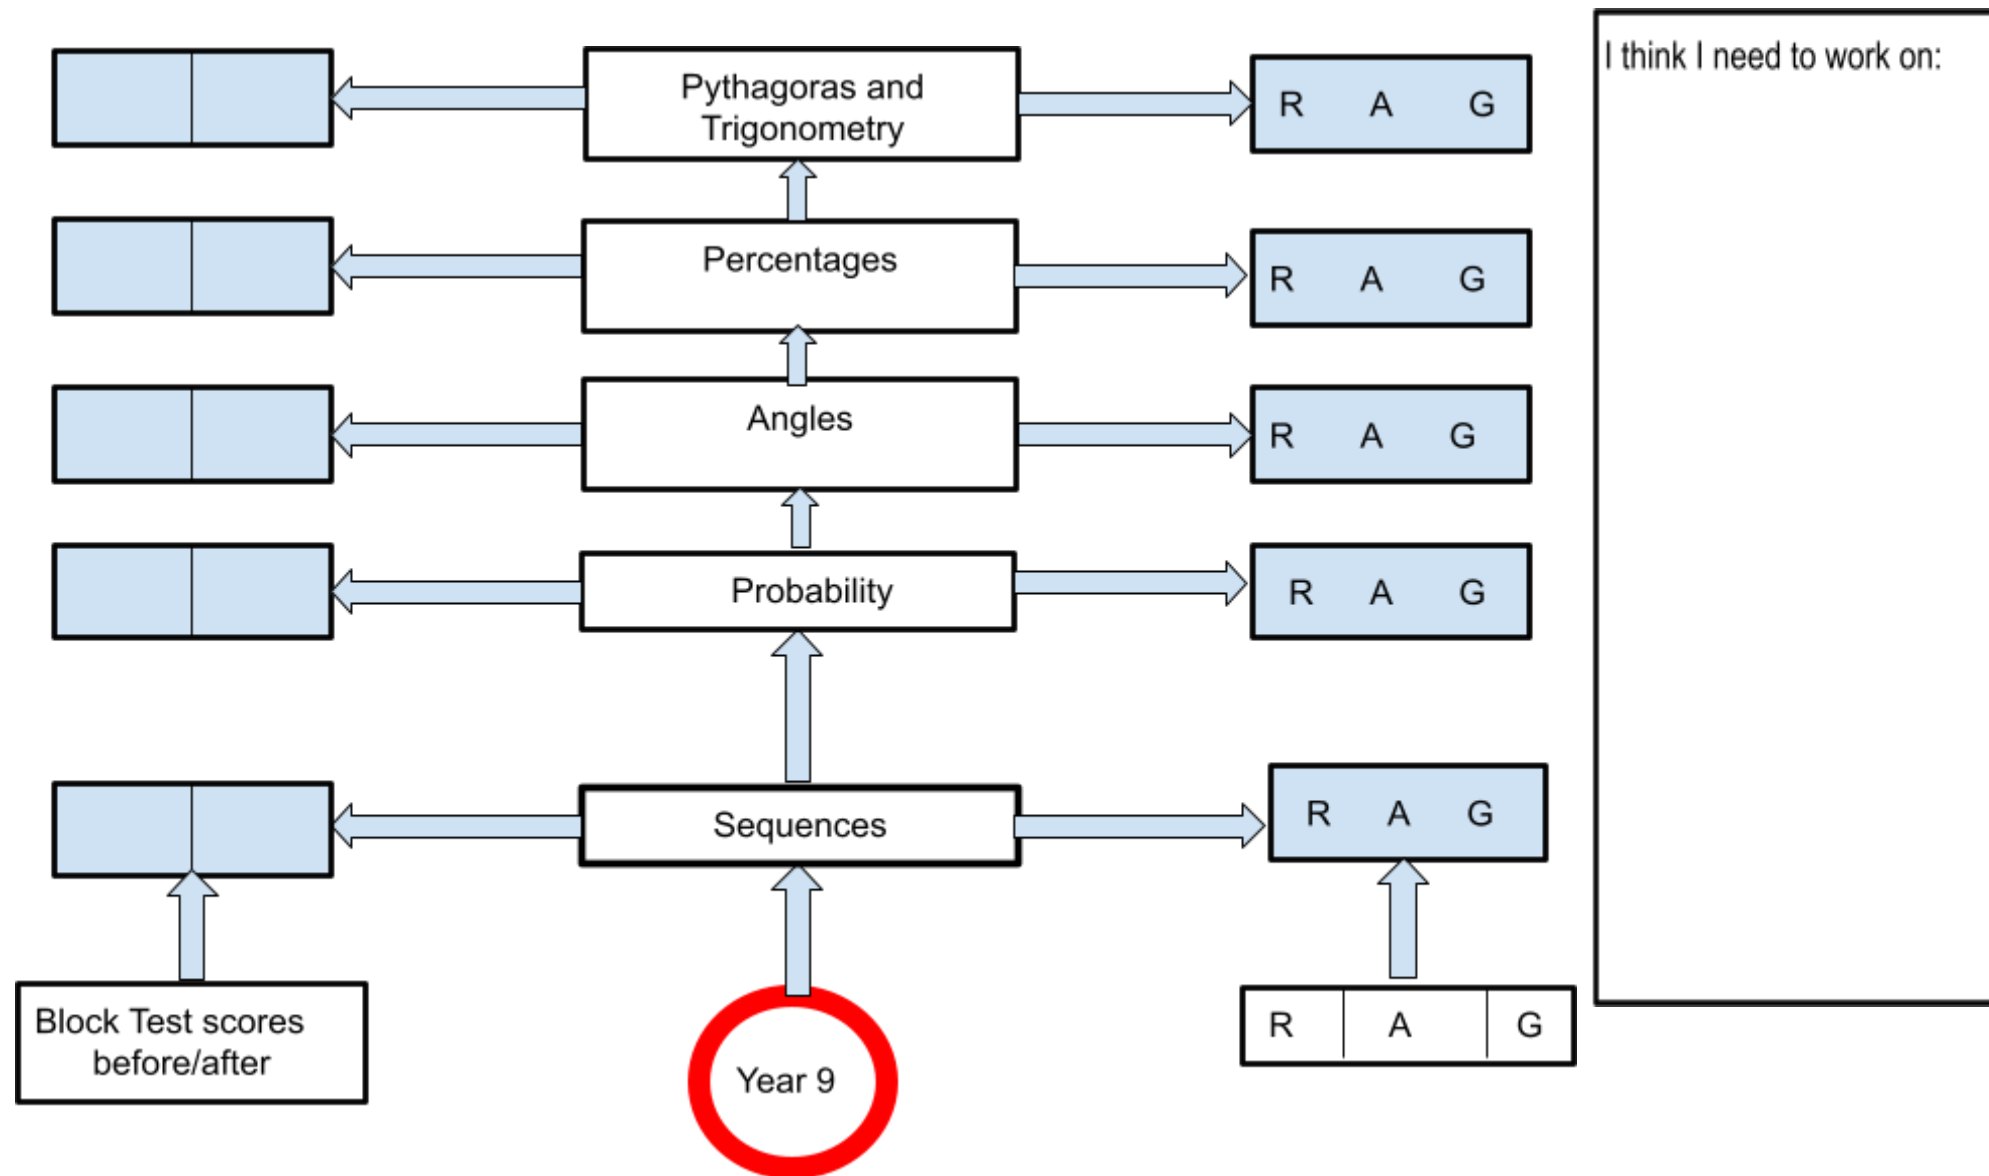 I think I need to work on:
Pythagoras and
Trigonometry
R A G
Percentages
R A G
Angles
R A G
Probability
R A G
Sequences
R A G
Block Test scores
before/after
Year 9
R A G